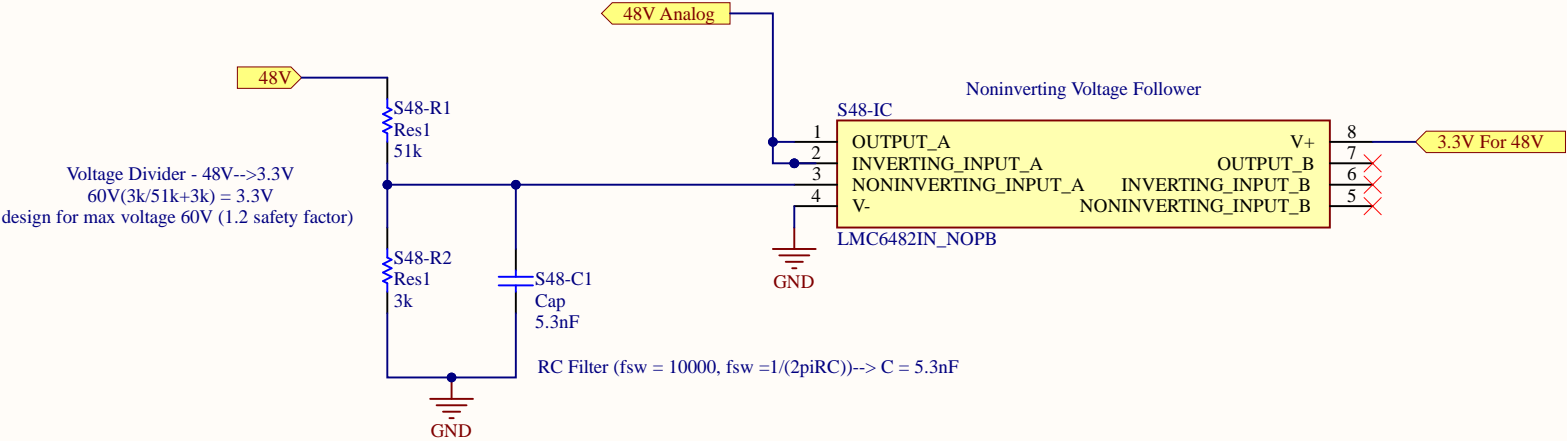 48V Analog
48V
S48-R1
Res1
51k
Voltage Divider - 48V-->3.3V
60V(3k/51k+3k) = 3.3V
design for max voltage 60V (1.2 safety factor)
S48-R2
Res1
3k
S48-C1
Cap
5.3nF
RC Filter (fsw = 10000, fsw =1/(2piRC))--> C = 5.3nF
GND
Noninverting Voltage Follower
S48-IC
1 OUTPUT_A V+ 8
2 INVERTING_INPUT_A OUTPUT_B 7
3 NONINVERTING_INPUT_A INVERTING_INPUT_B 6
4 V- NONINVERTING_INPUT_B 5
LMC6482IN_NOPB
GND
3.3V For 48V